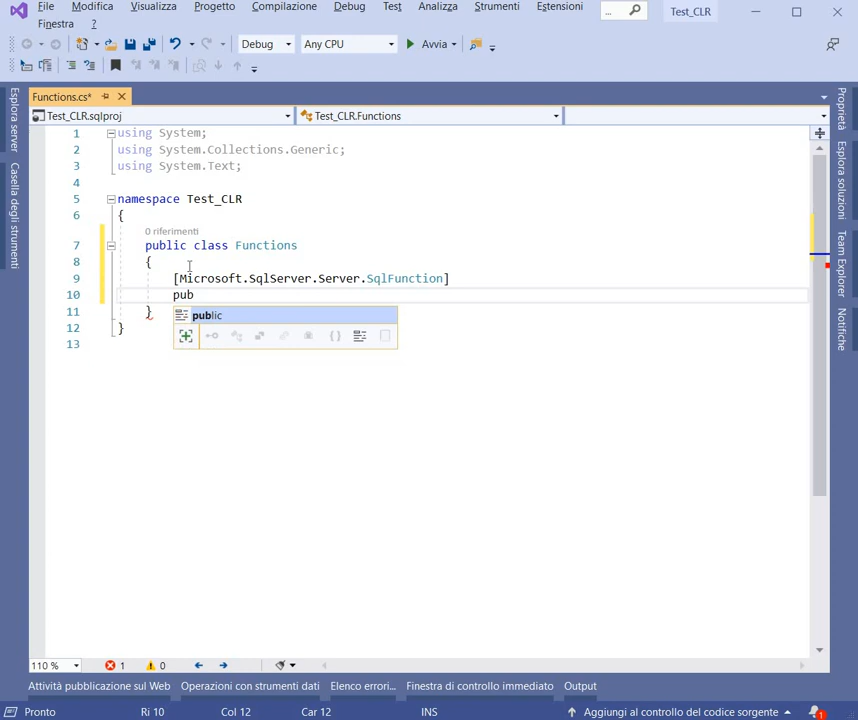 File Modifica Visualizza Progetto Compilazione Debug Test Analizza Strumenti Estensioni ... Test_CLR
Finestra ?
Debug Any CPU Avvia
Functions.cs*
Test_CLR.sqlproj Test_CLR.Functions
1 using System;
2 using System.Collections.Generic;
3 using System.Text;
4
5 namespace Test_CLR
6 {
0 riferimenti
7 public class Functions
8 {
9 [Microsoft.SqlServer.Server.SqlFunction]
10 pub
11 }
public
12 }
13
Esplora server
Casella degli strumenti
Proprietà
Esplora soluzioni
Team Explorer
Notifiche
110 % 1 0
Attività pubblicazione sul Web Operazioni con strumenti dati Elenco errori... Finestra di controllo immediato Output
Pronto Ri 10 Col 12 Car 12 INS Aggiungi al controllo del codice sorgente 1